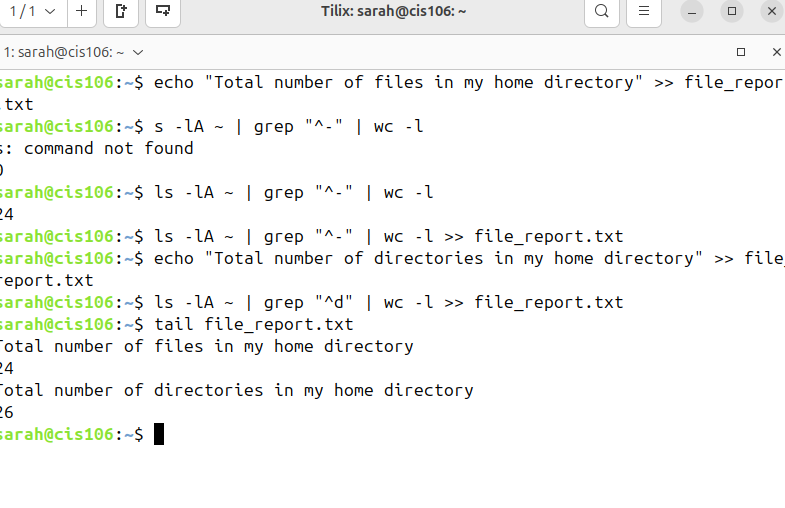 1 / 1
Tilix: sarah@cis106: ~
1: sarah@cis106: ~
sarah@cis106:~$ echo "Total number of files in my home directory" >> file_repor
.txt
sarah@cis106:~$ s -lA ~ | grep "^-" | wc -l
s: command not found
0
sarah@cis106:~$ ls -lA ~ | grep "^-" | wc -l
24
sarah@cis106:~$ ls -lA ~ | grep "^-" | wc -l >> file_report.txt
sarah@cis106:~$ echo "Total number of directories in my home directory" >> file_
report.txt
sarah@cis106:~$ ls -lA ~ | grep "^d" | wc -l >> file_report.txt
sarah@cis106:~$ tail file_report.txt
Total number of files in my home directory
24
Total number of directories in my home directory
26
sarah@cis106:~$